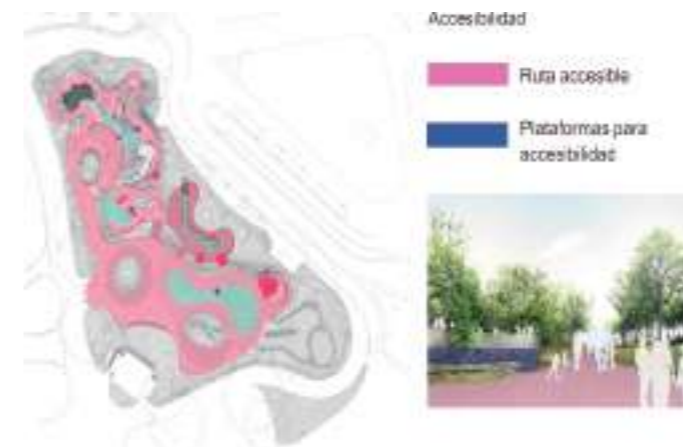 Accesibilidad
Ruta accesible
Plataformas para
accesibilidad